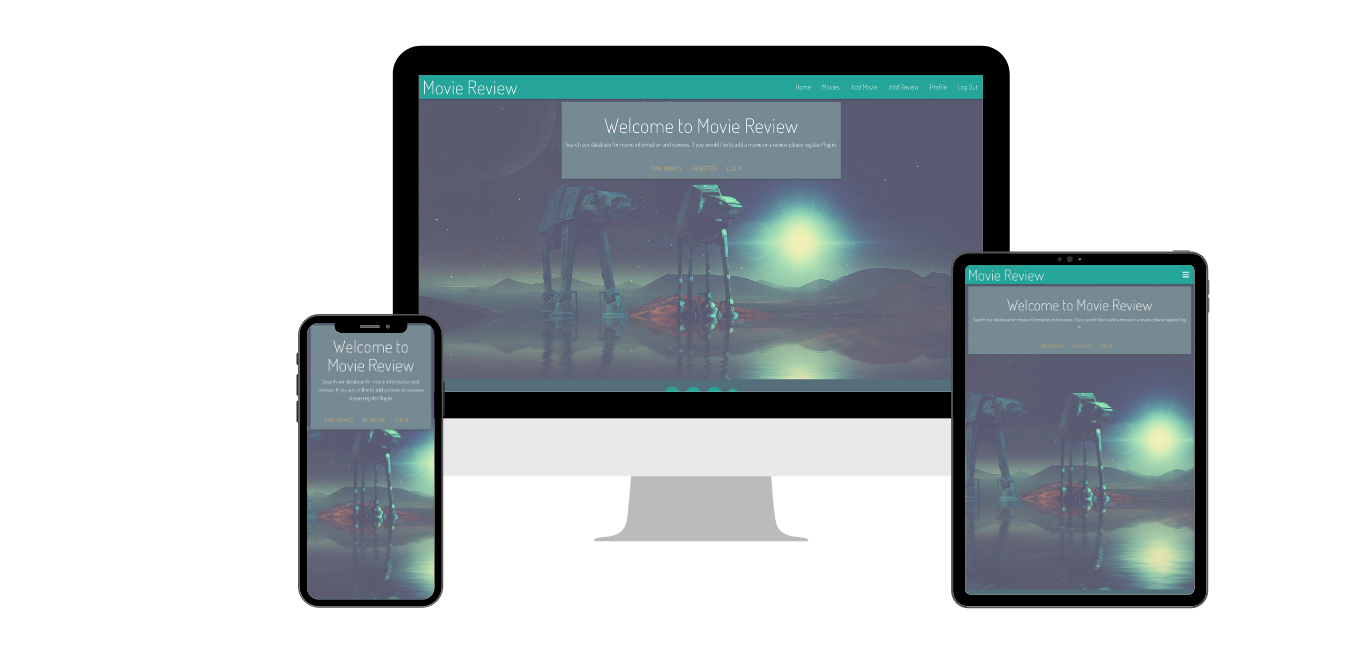 Movie Review
Home Movies Add Movie Add Review Profile Log Out
Welcome to Movie Review
Search our database for movie information and reviews. If you would like to add a movie or a review please register/login.
FIND MOVIES REGISTER LOG IN
Movie Review
Welcome to Movie Review
Search our database for movie information and reviews. If you would like to add a movie or a review please register/log
in.
FIND MOVIES REGISTER LOG IN
Welcome to
Movie Review
Search our database for movie information and
reviews. If you would like to add a movie or a review
please register/login.
FIND MOVIES REGISTER LOG IN